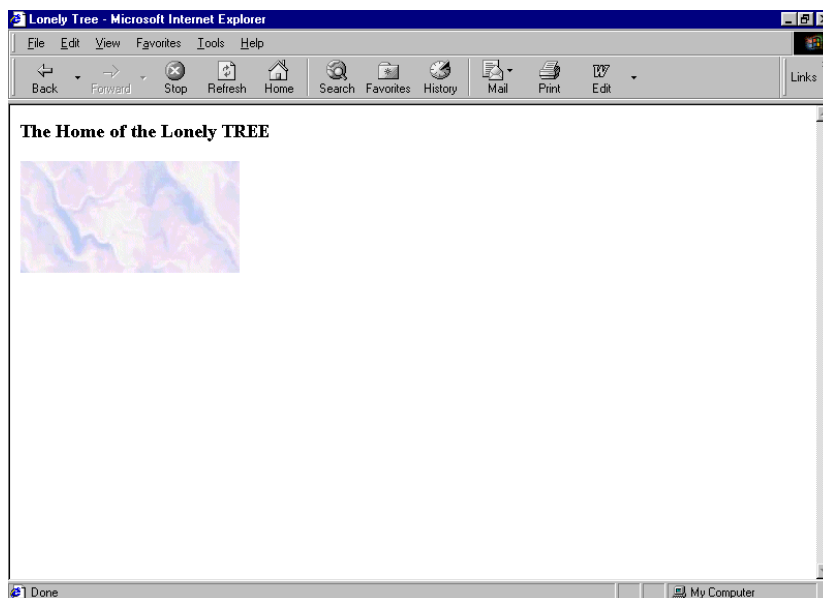 Lonely Tree - Microsoft Internet Explorer
File Edit View Favorites Tools Help
Back Forward Stop Refresh Home Search Favorites History Mail Print Edit Links
The Home of the Lonely TREE
Done My Computer